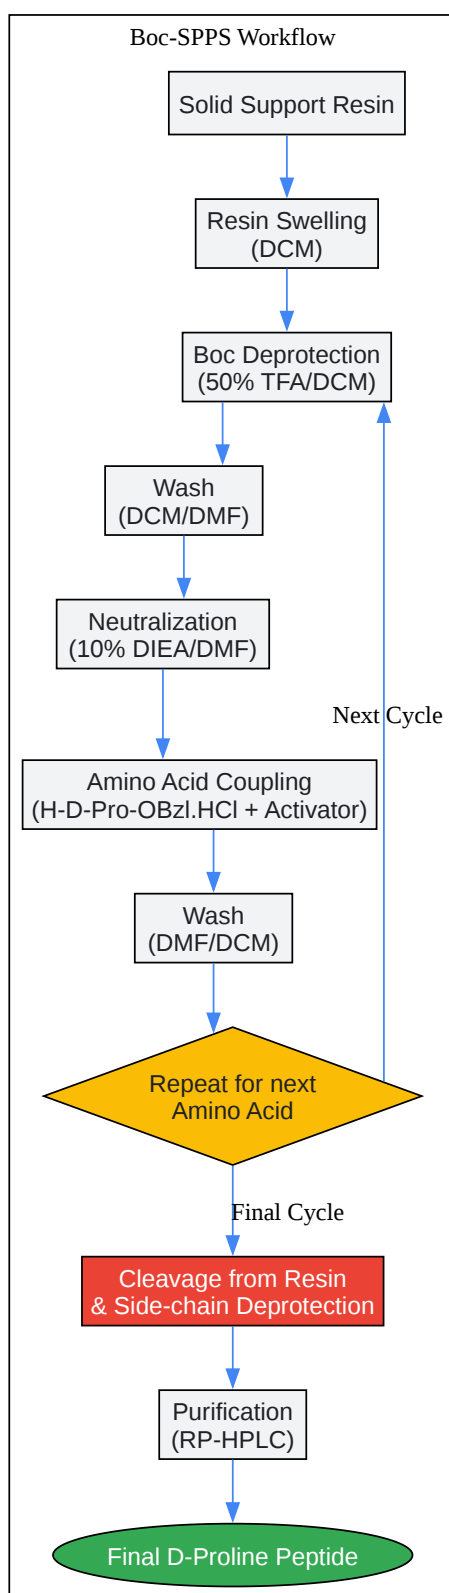 Boc-SPPS Workflow
Solid Support Resin
Resin Swelling
(DCM)
Boc Deprotection
(50% TFA/DCM)
Wash
(DCM/DMF)
Neutralization
(10% DIEA/DMF)
Next Cycle
Amino Acid Coupling
(H-D-Pro-OBzl.HCl + Activator)
Wash
(DMF/DCM)
Repeat for next
Amino Acid
Final Cycle
Cleavage from Resin
& Side-chain Deprotection
Purification
(RP-HPLC)
Final D-Proline Peptide